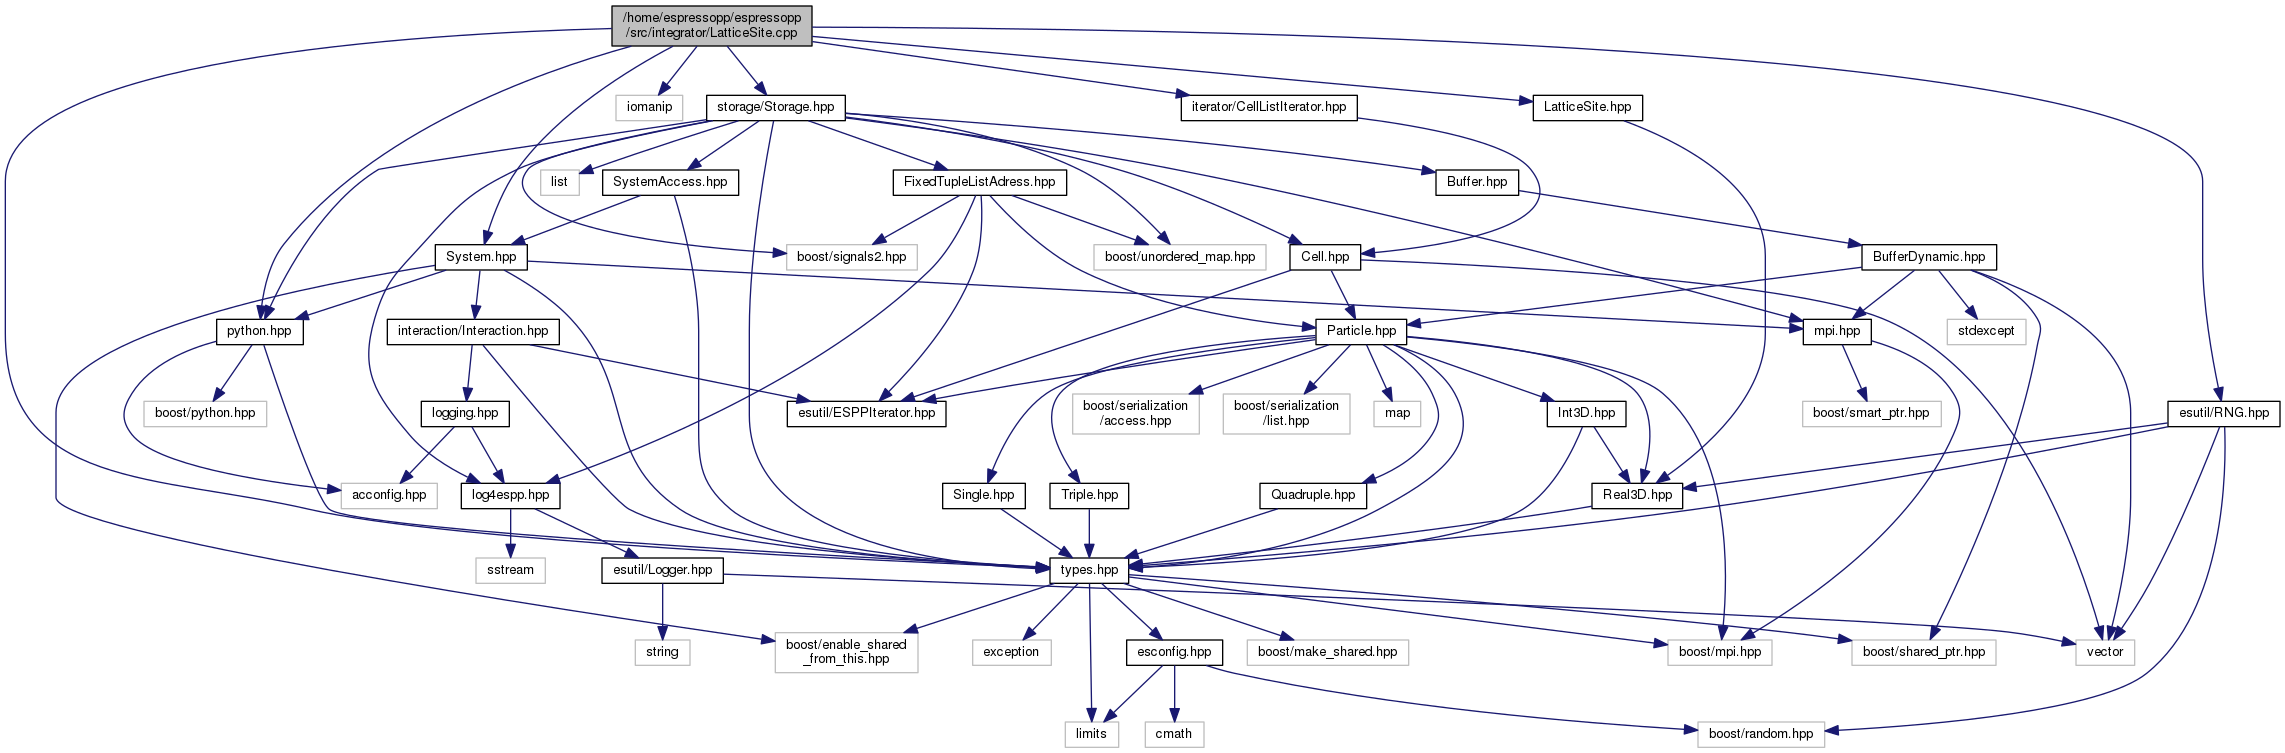 /home/espressopp/espressopp
/src/integrator/LatticeSite.cpp
iomanip
storage/Storage.hpp
iterator/CellListIterator.hpp
LatticeSite.hpp
list
SystemAccess.hpp
FixedTupleListAdress.hpp
Buffer.hpp
System.hpp
boost/signals2.hpp
boost/unordered_map.hpp
Cell.hpp
BufferDynamic.hpp
python.hpp
interaction/Interaction.hpp
Particle.hpp
mpi.hpp
stdexcept
boost/python.hpp
logging.hpp
esutil/ESPPIterator.hpp
boost/serialization
/access.hpp
boost/serialization
/list.hpp
map
Int3D.hpp
boost/smart_ptr.hpp
esutil/RNG.hpp
acconfig.hpp
log4espp.hpp
Single.hpp
Triple.hpp
Quadruple.hpp
Real3D.hpp
sstream
esutil/Logger.hpp
types.hpp
string
boost/enable_shared
_from_this.hpp
exception
esconfig.hpp
boost/make_shared.hpp
boost/mpi.hpp
boost/shared_ptr.hpp
vector
limits
cmath
boost/random.hpp